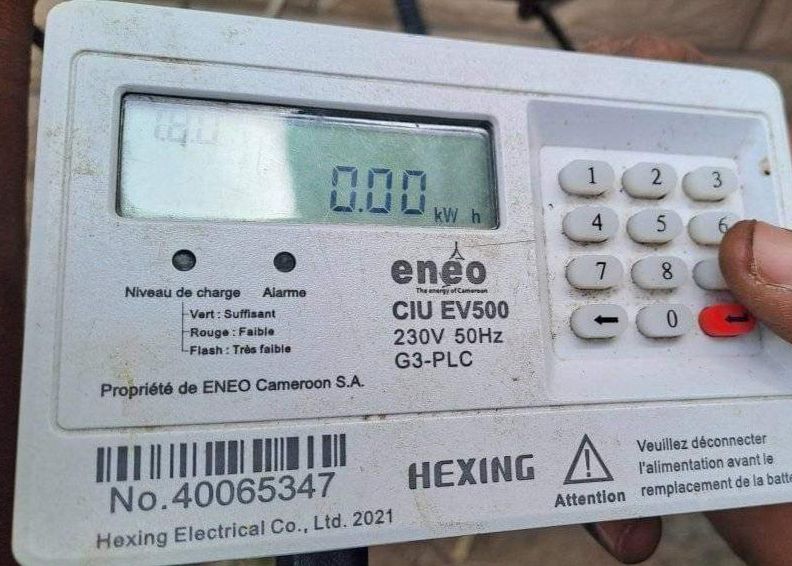 0.00
kW h
eneo
The energy of Cameroon
CIU EV500
230V 50Hz
G3-PLC
Niveau de charge
Alarme
Vert : Suffisant
Rouge : Faible
Flash : Très faible
Propriété de ENEO Cameroon S.A.
1 2 3
4 5 6
7 8
← 0 ↵
No.40065347
Hexing Electrical Co., Ltd. 2021
HEXING
Attention
Veuillez déconnecter
l'alimentation avant le
remplacement de la